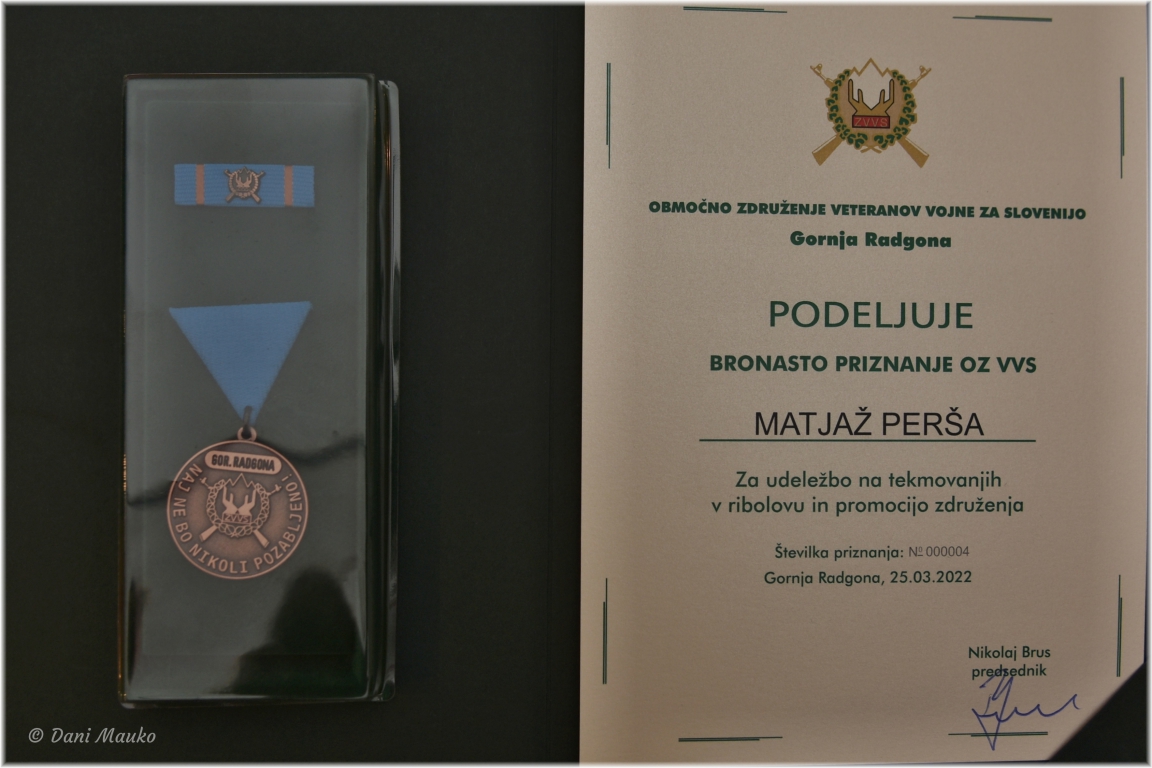 GOR. RADGONA
NAJ NE BO NIKOLI POZABLJENO!
© Dani Mauko
ZVVS
OBMOČNO ZDRUŽENJE VETERANOV VOJNE ZA SLOVENIJO
Gornja Radgona
PODELJUJE
BRONASTO PRIZNANJE OZ VVS
MATJAŽ PERŠA
Za udeležbo na tekmovanjih
v ribolovu in promocijo združenja
Številka priznanja: № 000004
Gornja Radgona, 25.03.2022
Nikolaj Brus
predsednik